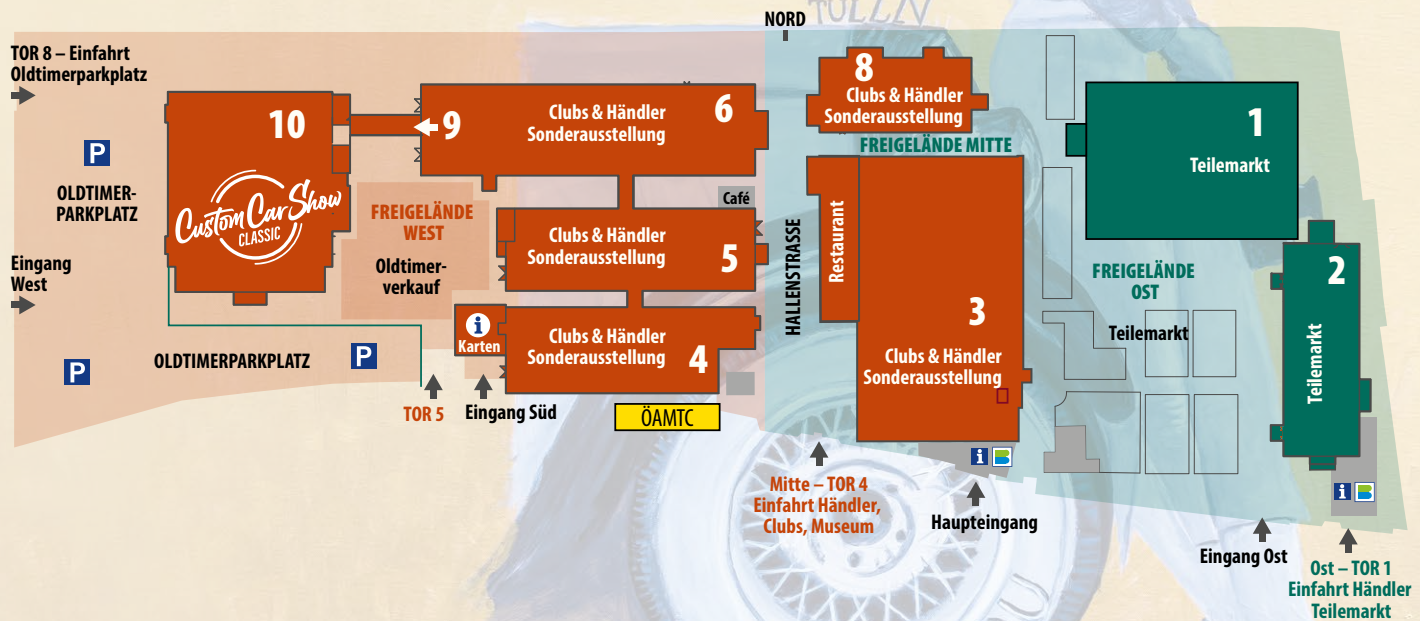 TULLN
NORD
TOR 8 – Einfahrt
Oldtimerparkplatz
P
OLDTIMER-
PARKPLATZ
Eingang
West
P
OLDTIMERPARKPLATZ
P
10
Custom Car Show
CLASSIC
9
Clubs & Händler
Sonderausstellung
6
FREIGELÄNDE
WEST
Oldtimer-
verkauf
Café
Clubs & Händler
Sonderausstellung
5
i
Karten
Clubs & Händler
Sonderausstellung
4
TOR 5
Eingang Süd
ÖAMTC
HALLENSTRASSE
8
Clubs & Händler
Sonderausstellung
FREIGELÄNDE MITTE
Restaurant
3
Clubs & Händler
Sonderausstellung
i
Mitte – TOR 4
Einfahrt Händler,
Clubs, Museum
Haupteingang
1
Teilemarkt
FREIGELÄNDE
OST
Teilemarkt
2
Teilemarkt
i
Eingang Ost
Ost – TOR 1
Einfahrt Händler
Teilemarkt